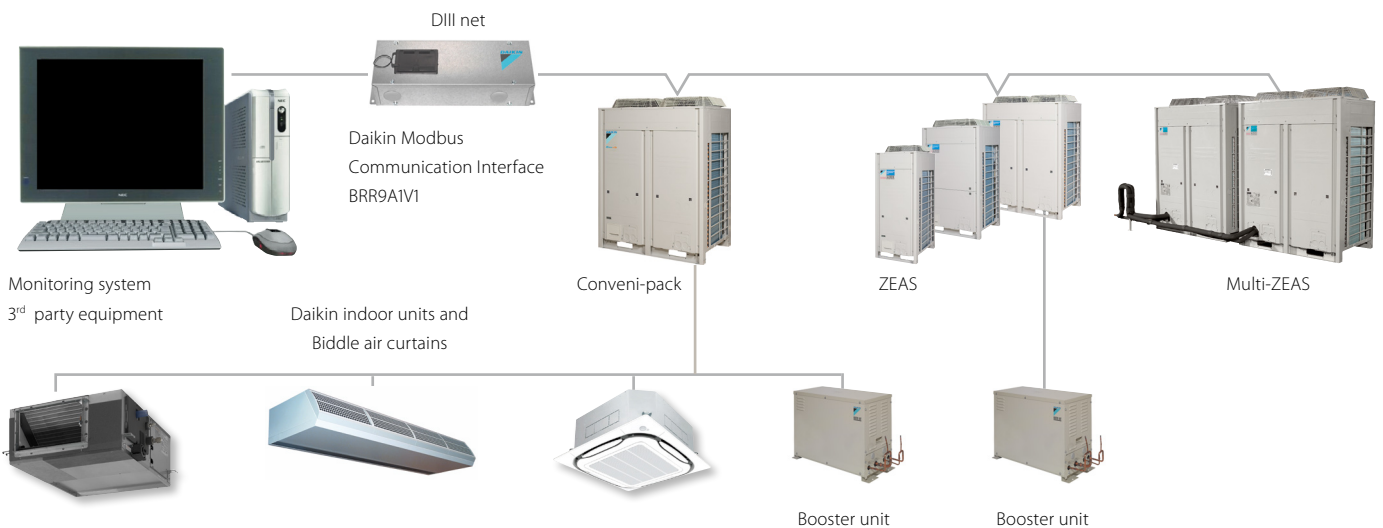 DIII net
Daikin Modbus
Communication Interface
BRR9A1V1
Monitoring system
3rd party equipment
Conveni-pack
ZEAS
Multi-ZEAS
Daikin indoor units and
Biddle air curtains
Booster unit
Booster unit